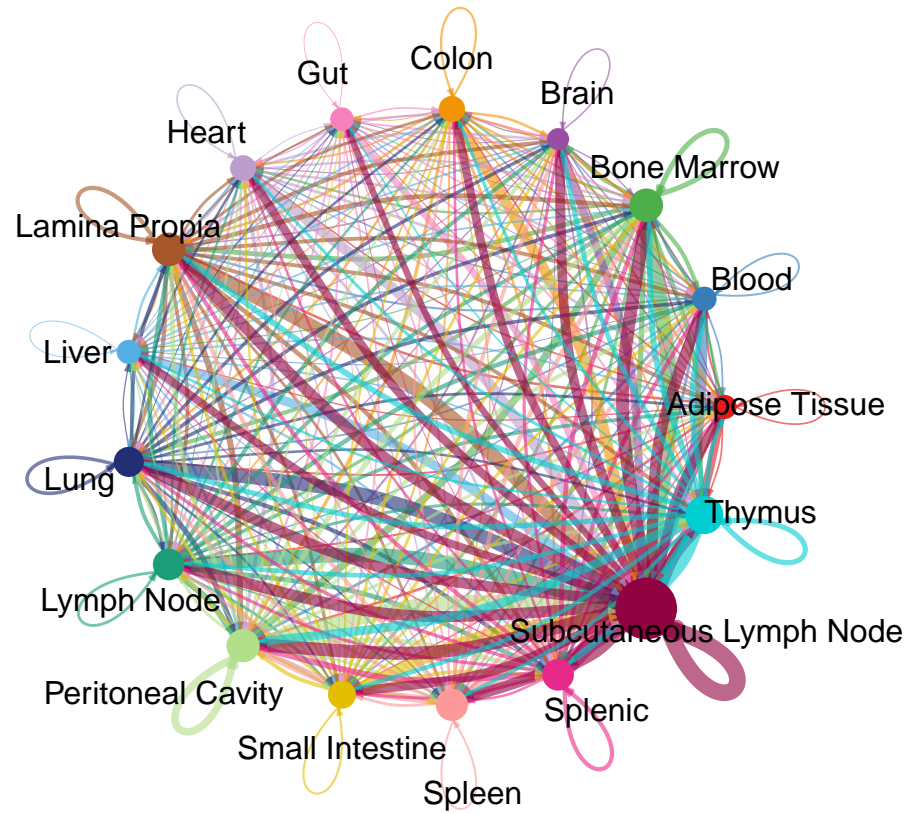 Colon
Gut
Brain
Heart
Bone Marrow
Lamina Propia
Blood
Liver
Adipose Tissue
Lung
Thymus
Lymph Node
Subcutaneous Lymph Node
Peritoneal Cavity
Splenic
Small Intestine
Spleen